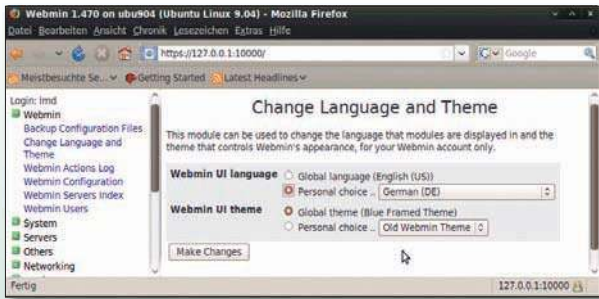 Webmin 1.470 on ubu904 (Ubuntu Linux 9.04) - Mozilla Firefox
Datei Bearbeiten Ansicht Chronik Lesezeichen Extras Hilfe
https://127.0.0.1:10000/
Google
Meistbesuchte Se... Getting Started Latest Headlines
Login: lmd
Webmin
Backup Configuration Files
Change Language and
Theme
Webmin Actions Log
Webmin Configuration
Webmin Servers Index
Webmin Users
System
Servers
Others
Networking
Change Language and Theme
This module can be used to change the language that modules are displayed in and the
theme that controls Webmin's appearance, for your Webmin account only.
Webmin UI language Global language (English (US))
Personal choice .. German (DE)
Webmin UI theme Global theme (Blue Framed Theme)
Personal choice .. Old Webmin Theme
Make Changes
Fertig
127.0.0.1:10000